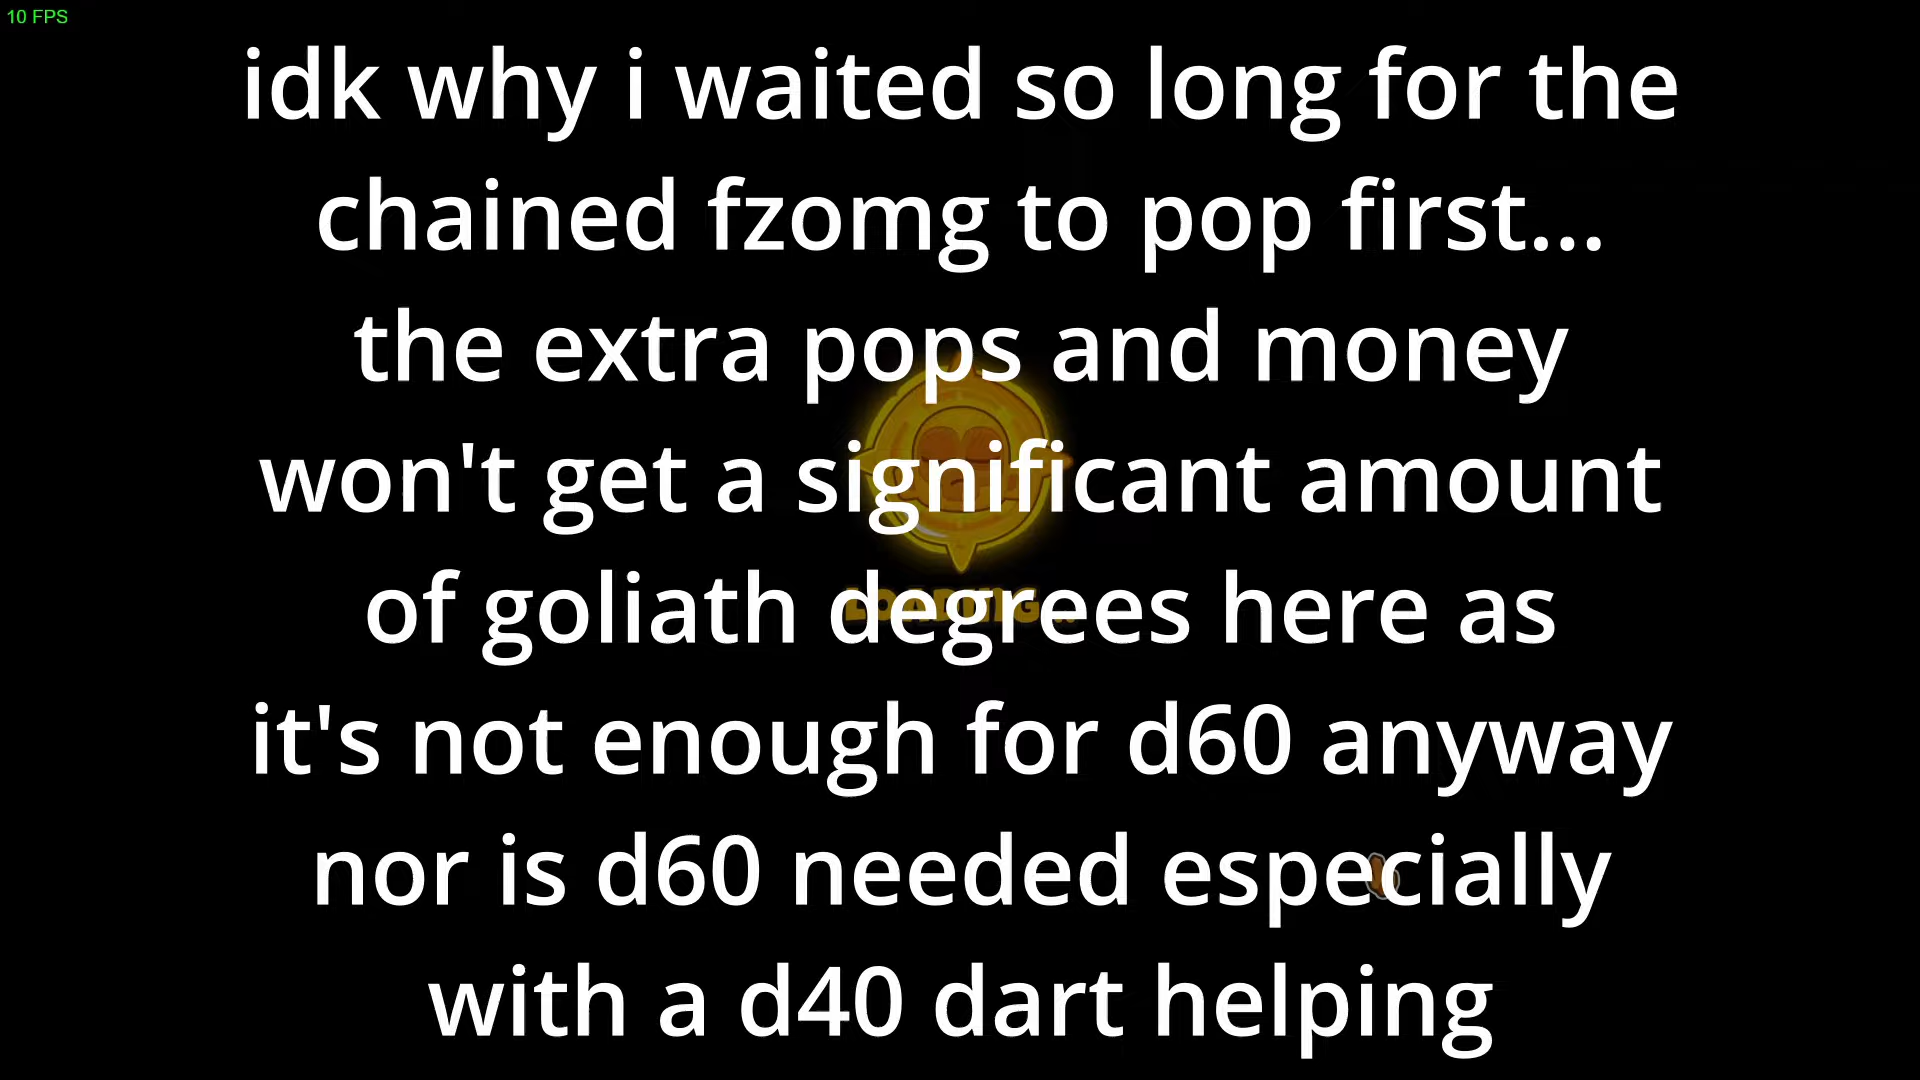 10 FPS
idk why i waited so long for the
chained fzomg to pop first...
the extra pops and money
won't get a significant amount
of goliath degrees here as
it's not enough for d60 anyway
nor is d60 needed especially
with a d40 dart helping
LOADING...